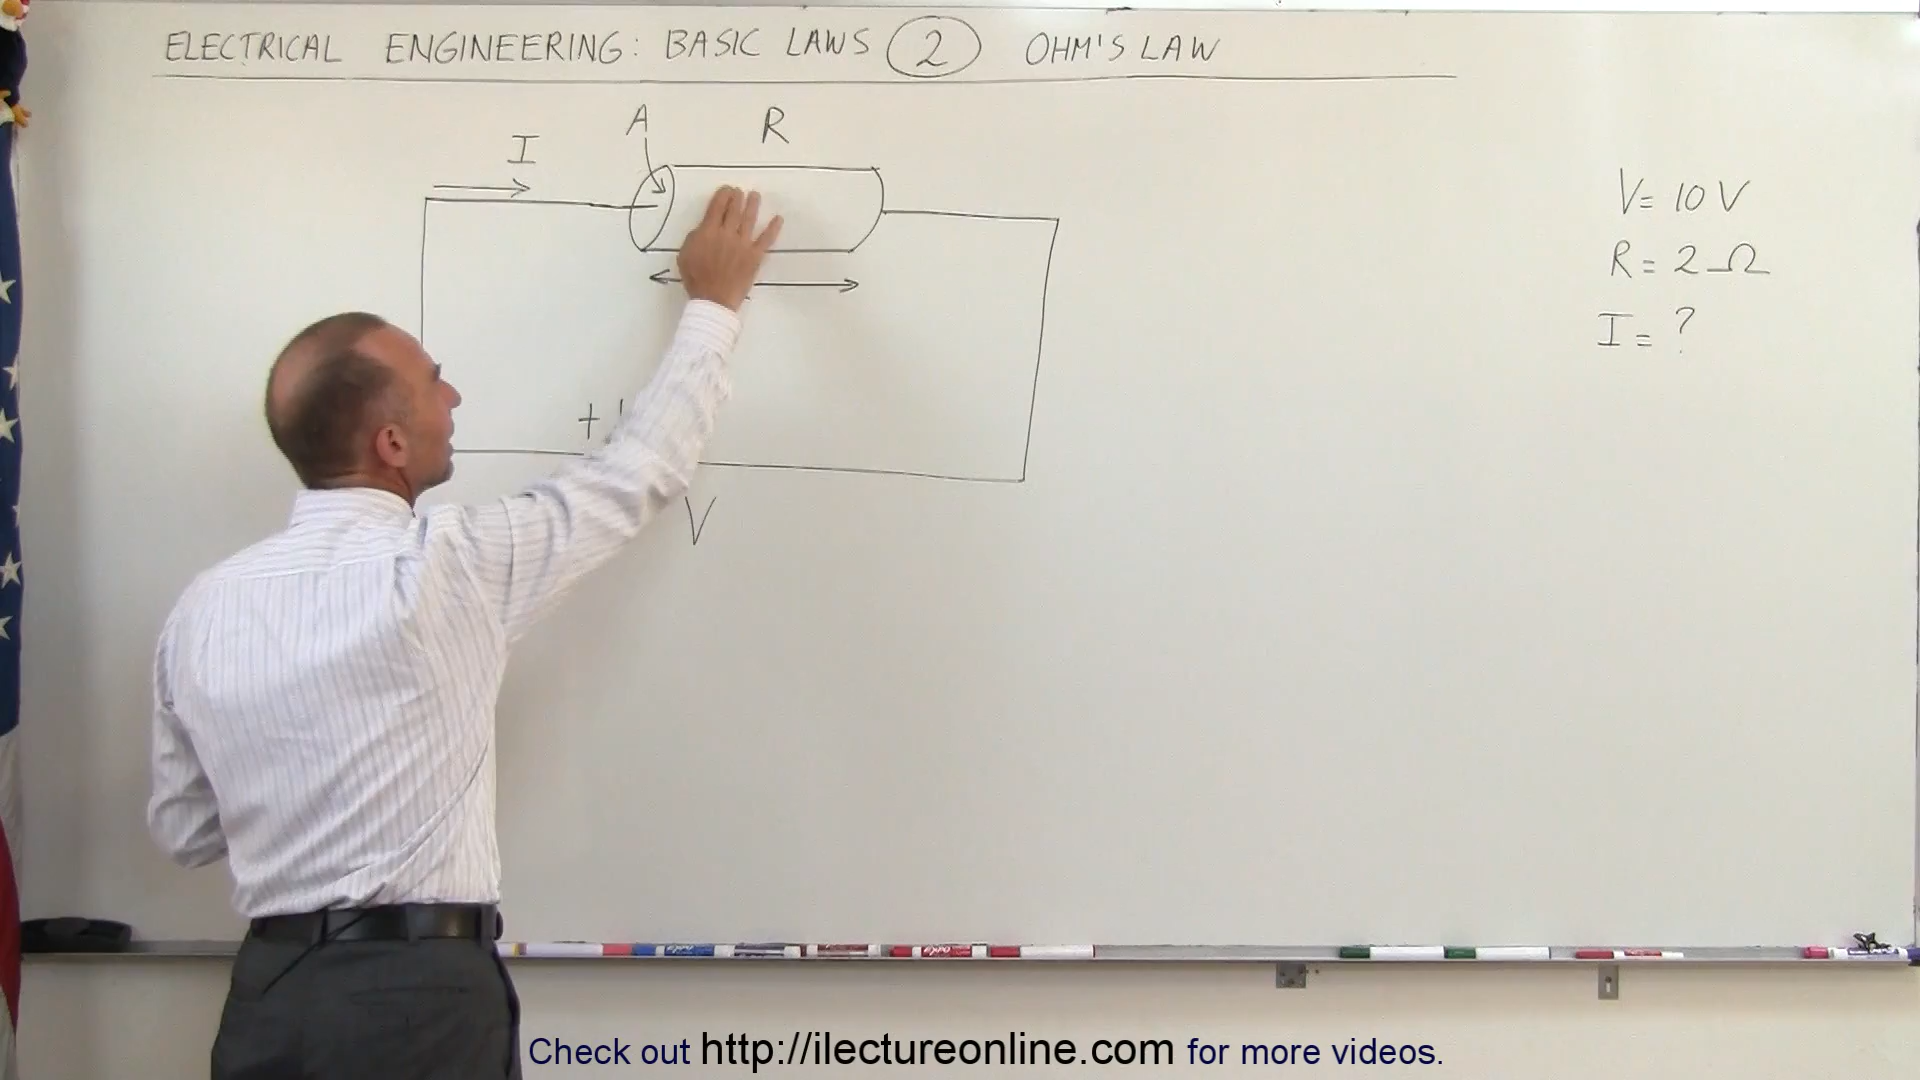 ELECTRICAL ENGINEERING: BASIC LAWS 2 OHM'S LAW
A
R
I
V = 10 V
R = 2 Ω
I = ?
+
V
Check out http://ilectureonline.com for more videos.